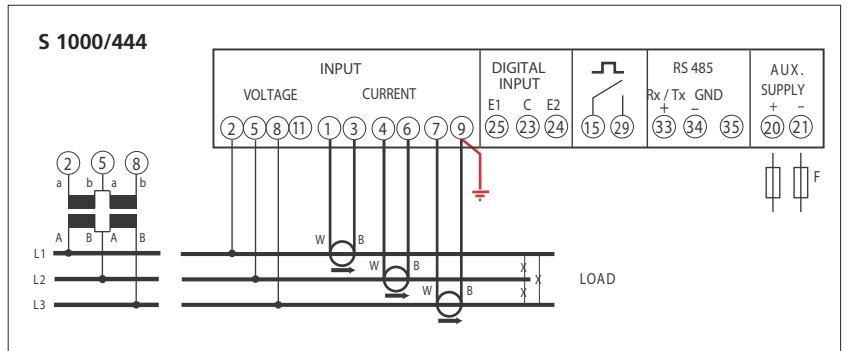 S 1000/444
INPUT
VOLTAGE CURRENT
2 5 8 11 1 3 4 6 7 9
DIGITAL
INPUT
E1 C E2
25 23 24
15 29
RS 485
Rx / Tx GND
+ –
33 34 35
AUX.
SUPPLY
+ –
20 21
F
2 5 8
a b a b
A B A B
L1
L2
L3
W B
W B
W B
X
X
X
LOAD